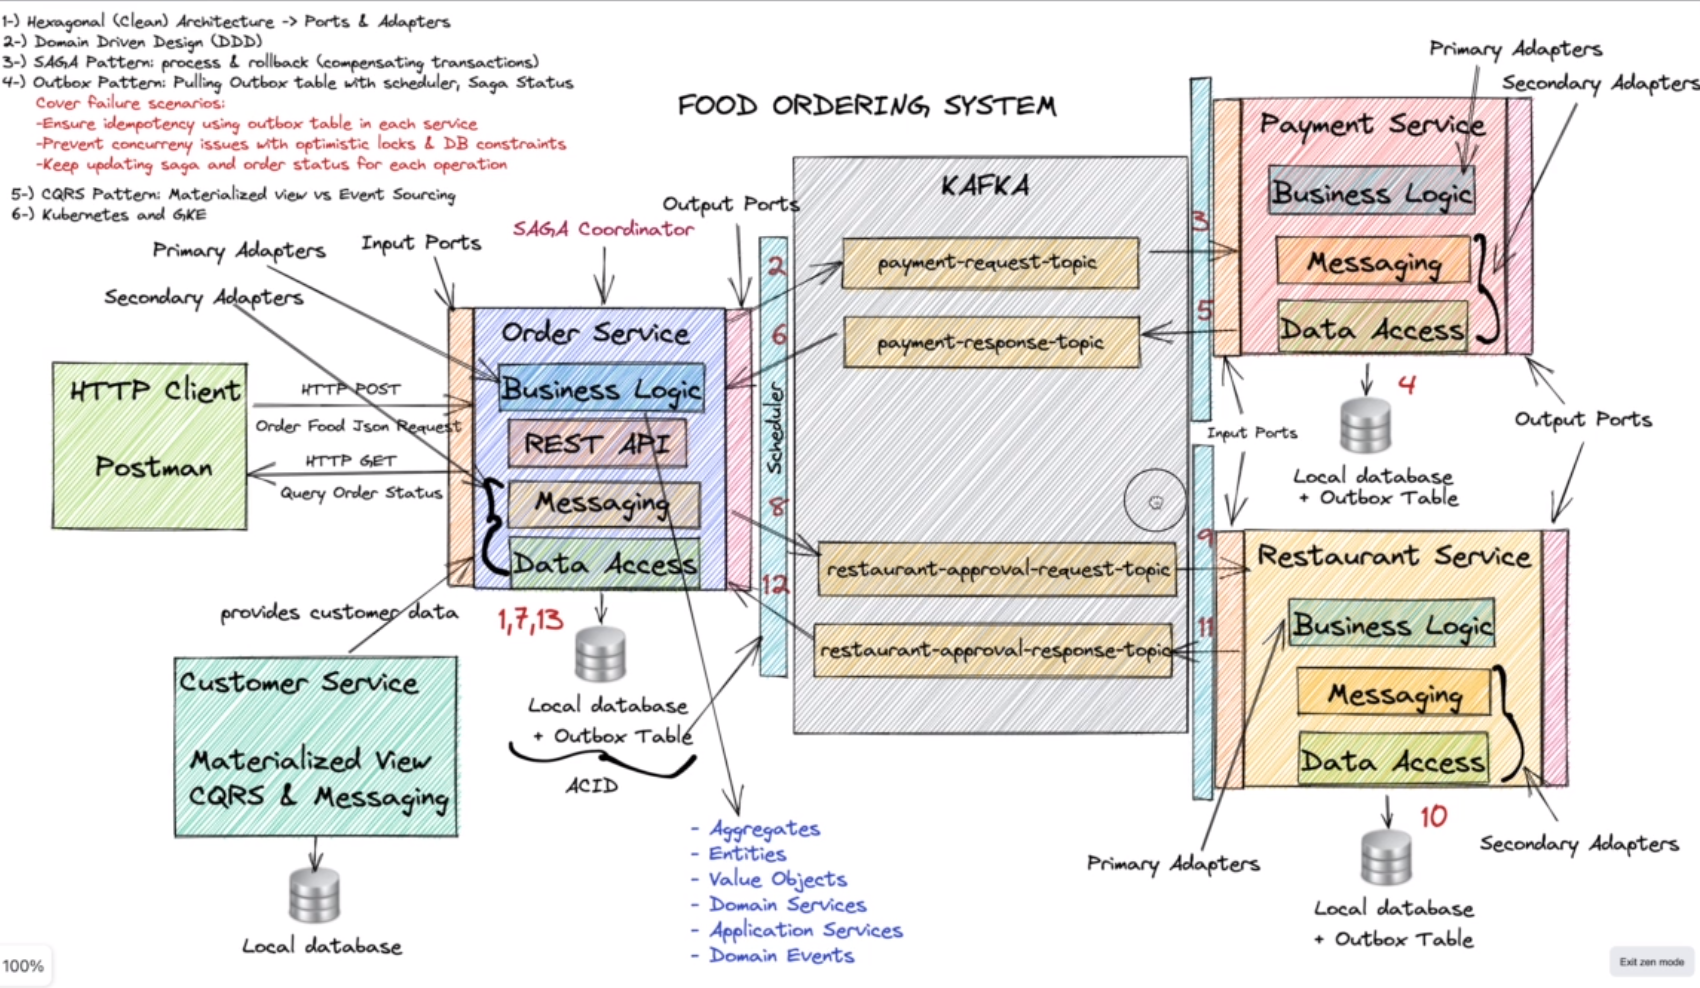 1-) Hexagonal (Clean) Architecture -> Ports & Adapters
2-) Domain Driven Design (DDD)
3-) SAGA Pattern: process & rollback (compensating transactions)
4-) Outbox Pattern: Pulling Outbox table with scheduler, Saga Status
Cover failure scenarios:
-Ensure idempotency using outbox table in each service
-Prevent concurreny issues with optimistic locks & DB constraints
-Keep updating saga and order status for each operation
5-) CQRS Pattern: Materialized view vs Event Sourcing
6-) Kubernetes and GKE
FOOD ORDERING SYSTEM
Primary Adapters
Secondary Adapters
Input Ports
SAGA Coordinator
Output Ports
HTTP Client
Postman
HTTP POST
Order Food Json Request
HTTP GET
Query Order Status
Order Service
Business Logic
REST API
Messaging
Data Access
1,7,13
Local database
+ Outbox Table
ACID
provides customer data
Customer Service
Materialized View
CQRS & Messaging
Local database
- Aggregates
- Entities
- Value Objects
- Domain Services
- Application Services
- Domain Events
2
6
Scheduler
8
12
KAFKA
payment-request-topic
payment-response-topic
restaurant-approval-request-topic
restaurant-approval-response-topic
3
5
9
11
Primary Adapters
Secondary Adapters
Payment Service
Business Logic
Messaging
Data Access
4
Local database
+ Outbox Table
Input Ports
Output Ports
Restaurant Service
Business Logic
Messaging
Data Access
10
Primary Adapters
Secondary Adapters
Local database
+ Outbox Table
100%
Exit zen mode